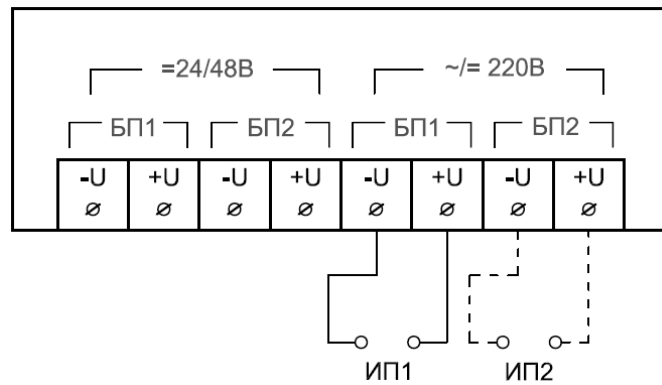 =24/48В ~/= 220В
БП1 БП2 БП1 БП2
-U +U -U +U -U +U -U +U
ИП1 ИП2